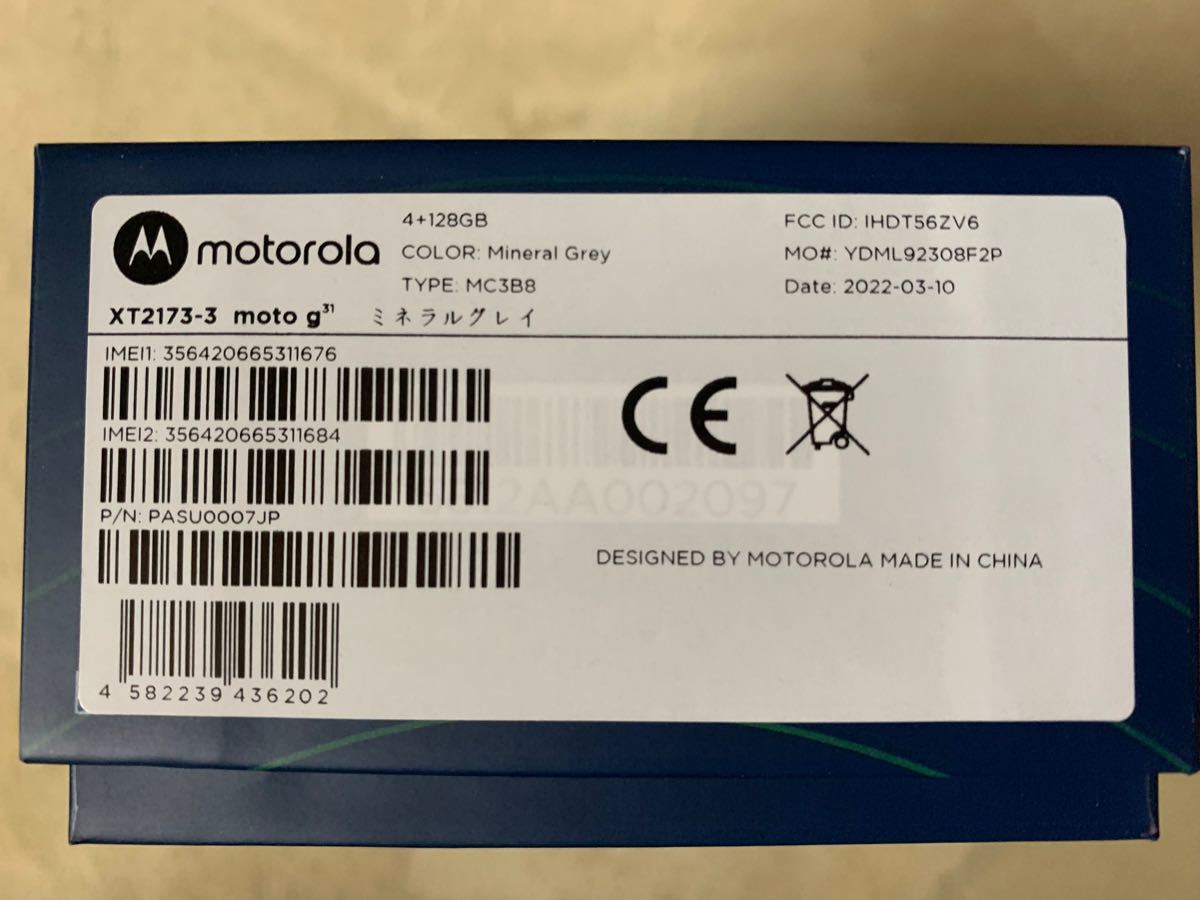 motorola
4+128GB
COLOR: Mineral Grey
TYPE: MC3B8
FCC ID: IHDT56ZV6
MO#: YDML92308F2P
Date: 2022-03-10
XT2173-3 moto g31 ミネラルグレイ
IMEI1: 356420665311676
IMEI2: 356420665311684
P/N: PASU0007JP
4 582239 436202
CE
2AA002097
DESIGNED BY MOTOROLA MADE IN CHINA